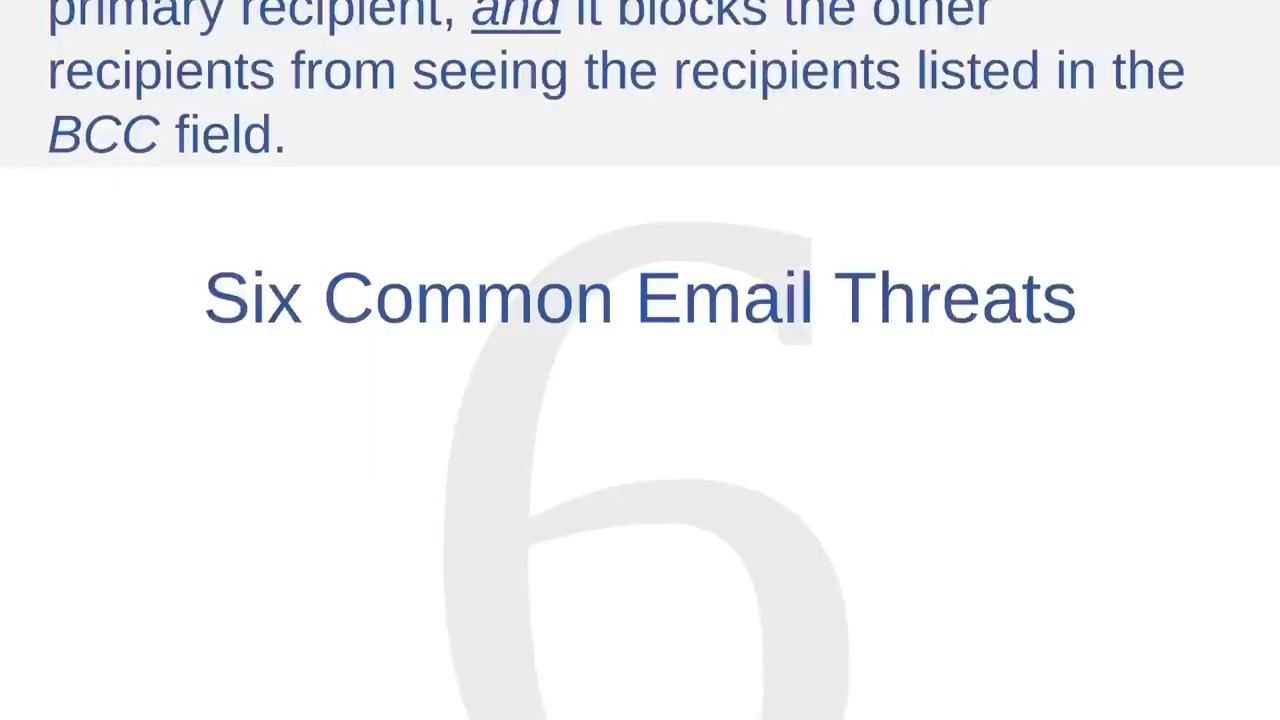 primary recipient, and it blocks the other
recipients from seeing the recipients listed in the
BCC field.
Six Common Email Threats
6